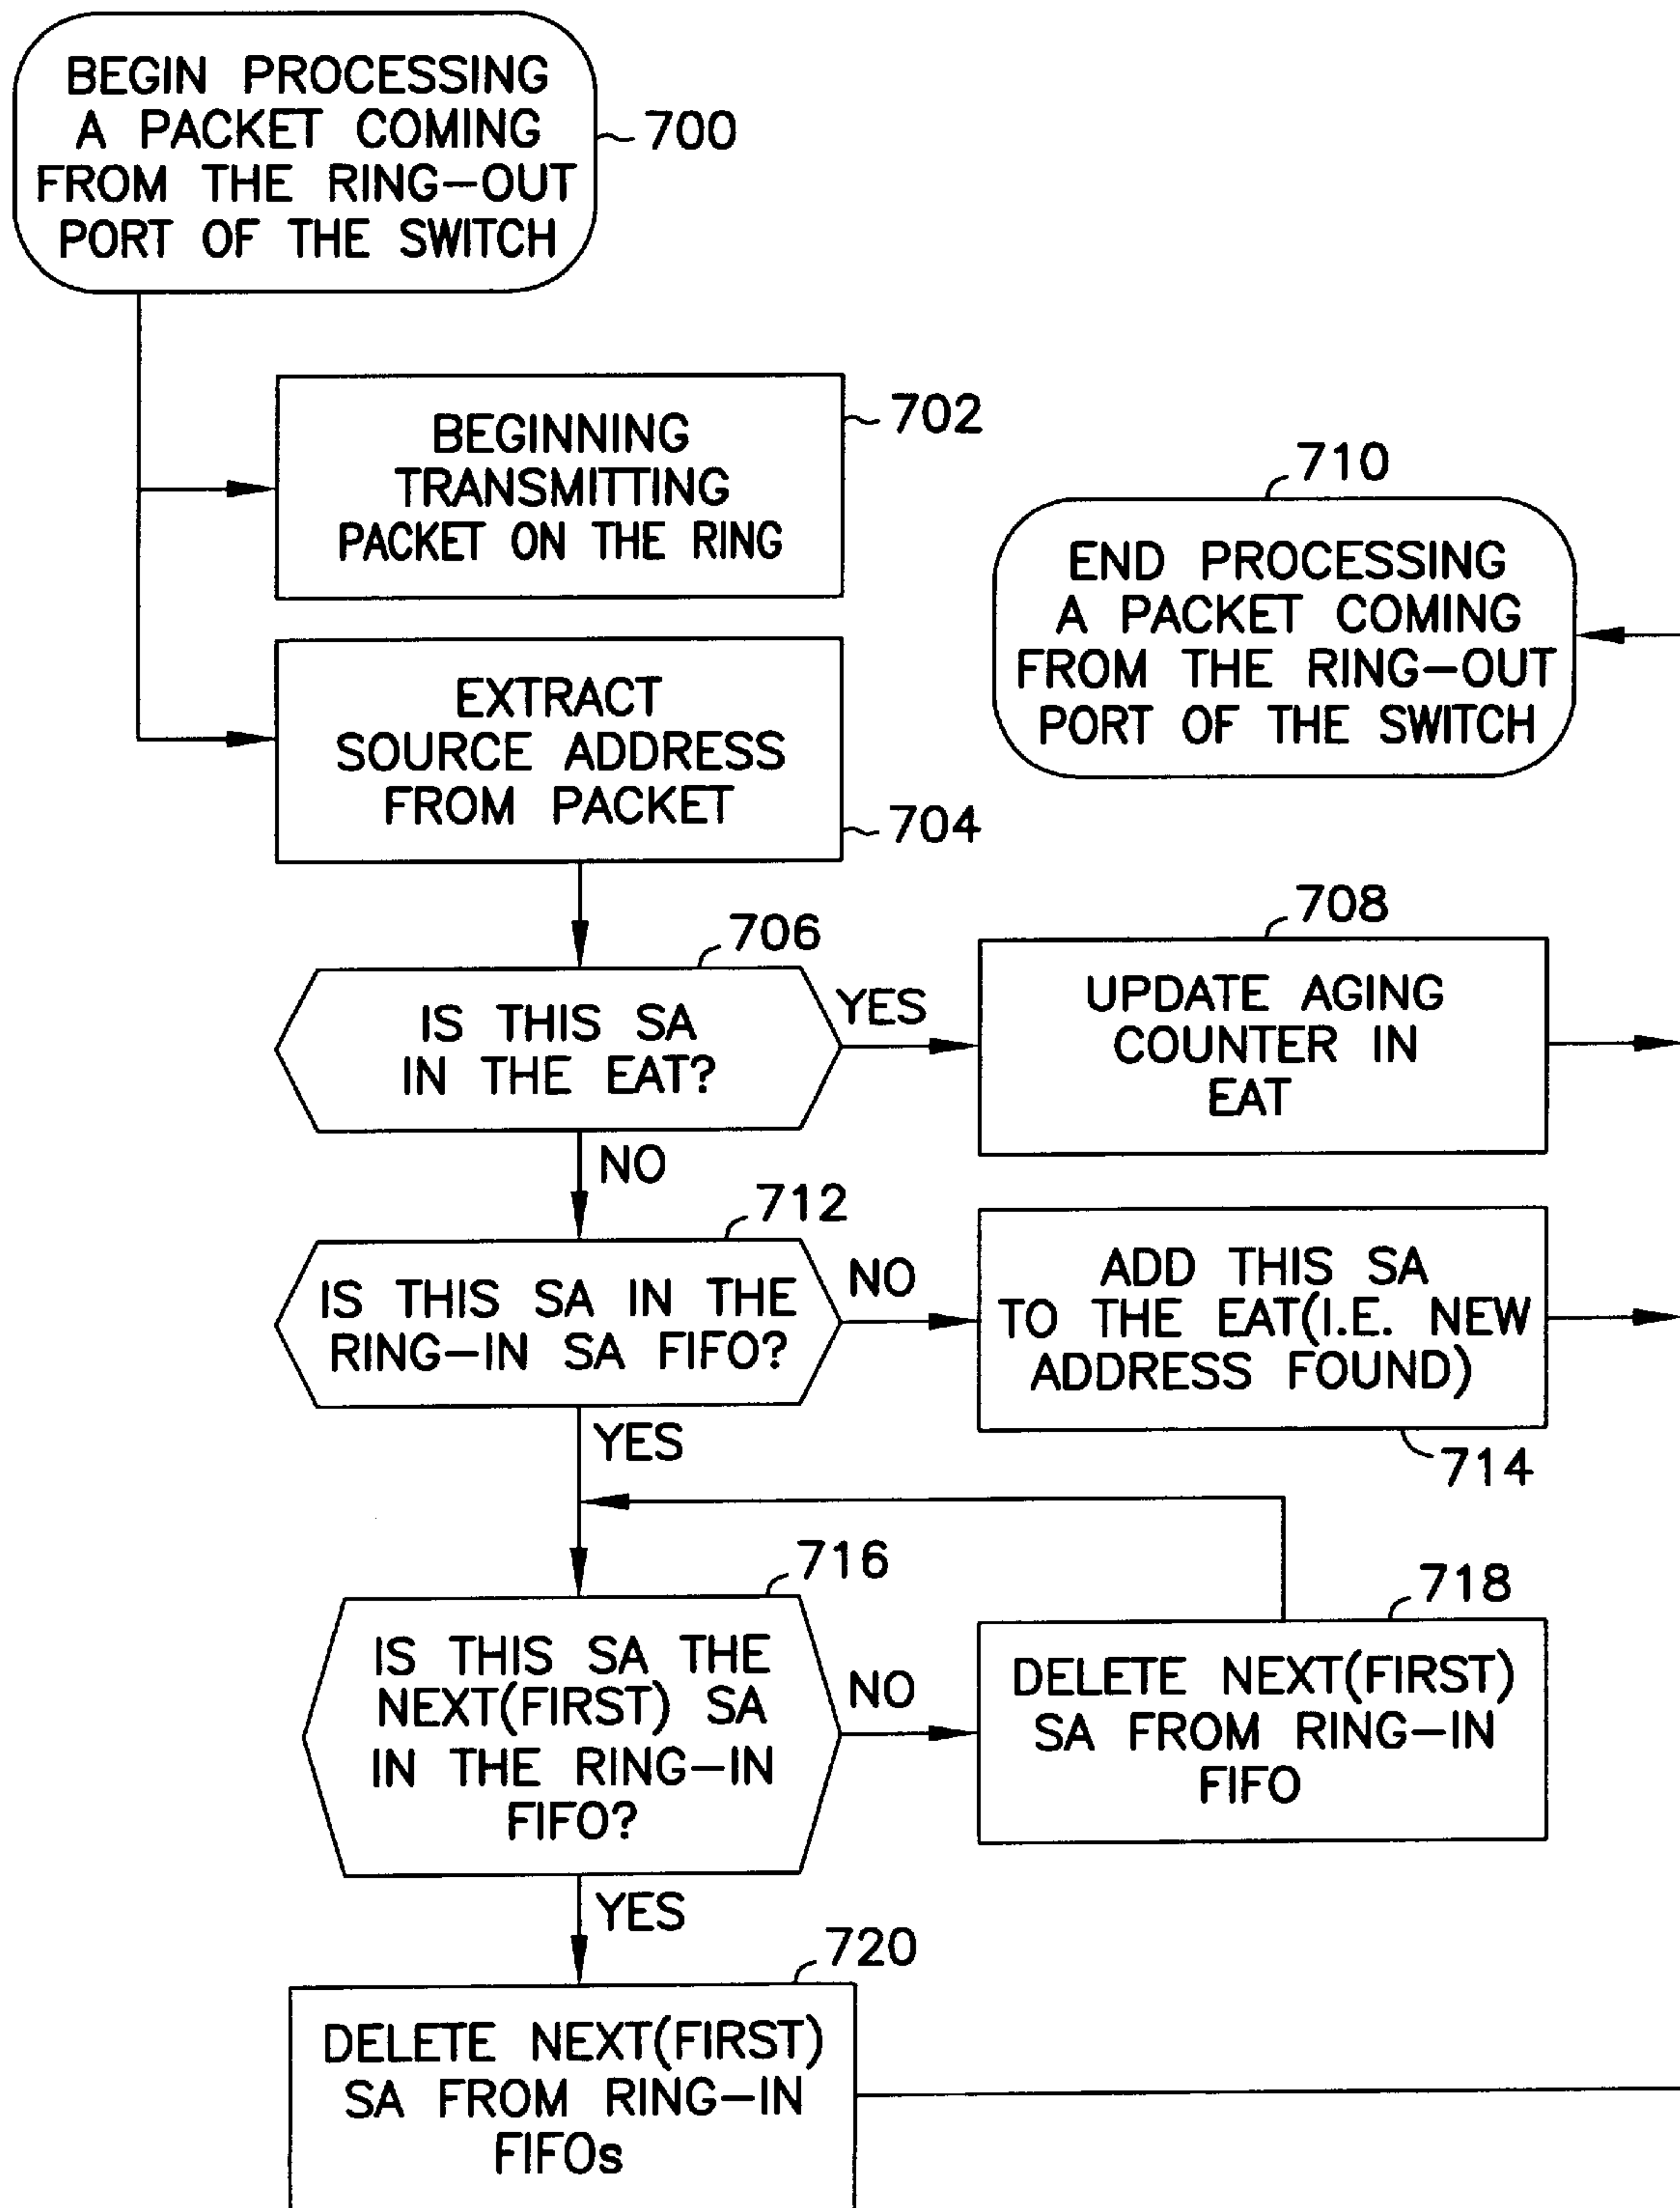 BEGIN PROCESSING
A PACKET COMING
FROM THE RING-OUT
PORT OF THE SWITCH
700
BEGINNING
TRANSMITTING
PACKET ON THE RING
702
710
END PROCESSING
A PACKET COMING
FROM THE RING-OUT
PORT OF THE SWITCH
EXTRACT
SOURCE ADDRESS
FROM PACKET
704
706
IS THIS SA
IN THE EAT?
YES
708
UPDATE AGING
COUNTER IN
EAT
NO
712
IS THIS SA IN THE
RING-IN SA FIFO?
NO
ADD THIS SA
TO THE EAT(I.E. NEW
ADDRESS FOUND)
714
YES
716
IS THIS SA THE
NEXT(FIRST) SA
IN THE RING-IN
FIFO?
NO
718
DELETE NEXT(FIRST)
SA FROM RING-IN
FIFO
YES
720
DELETE NEXT(FIRST)
SA FROM RING-IN
FIFOs